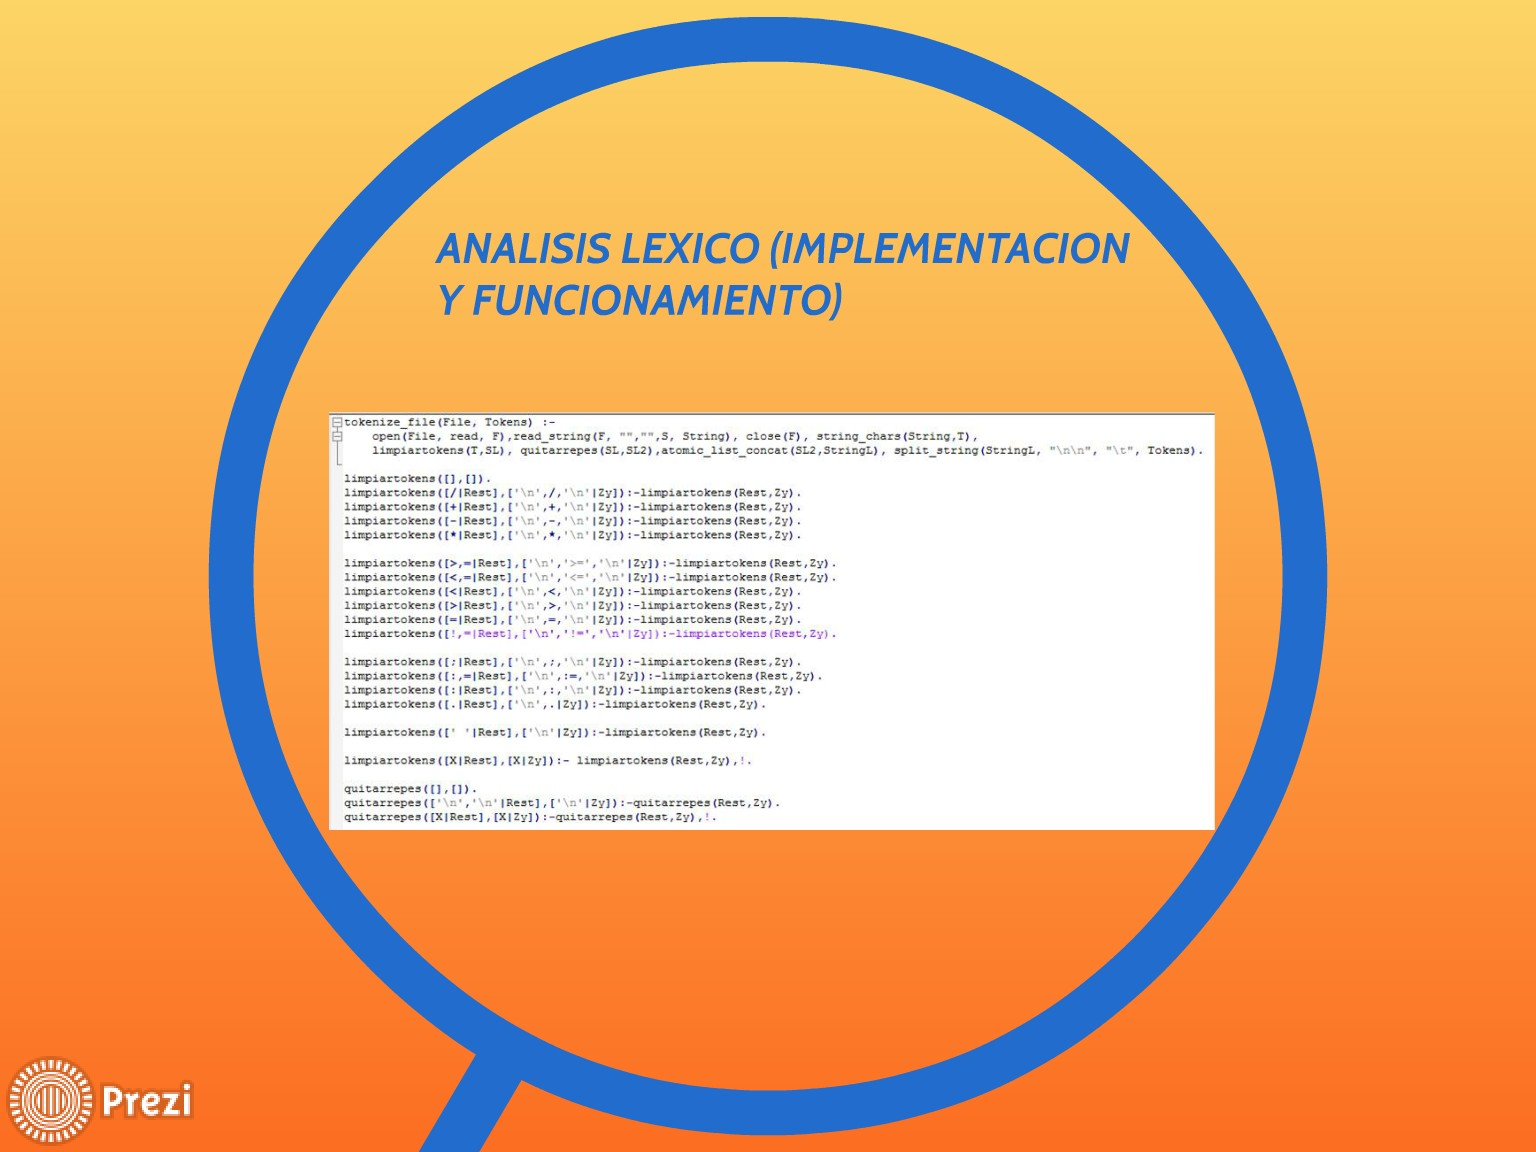 ANALISIS LEXICO (IMPLEMENTACION
Y FUNCIONAMIENTO)
tokenize_file(File, Tokens) :-
open(File, read, F),read_string(F, "","",S, String), close(F), string_chars(String,T),
limpiartokens(T,SL), quitarrepes(SL,SL2),atomic_list_concat(SL2,StringL), split_string(StringL, "\n\n", "\t", Tokens).
limpiartokens([],[]).
limpiartokens([/|Rest],['\n',/,'\n'|Zy]):-limpiartokens(Rest,Zy).
limpiartokens([+|Rest],['\n',+,'\n'|Zy]):-limpiartokens(Rest,Zy).
limpiartokens([-|Rest],['\n',-,'\n'|Zy]):-limpiartokens(Rest,Zy).
limpiartokens([*|Rest],['\n',*,'\n'|Zy]):-limpiartokens(Rest,Zy).
limpiartokens([>,=|Rest],['\n','>=','\n'|Zy]):-limpiartokens(Rest,Zy).
limpiartokens([<,=|Rest],['\n','<=','\n'|Zy]):-limpiartokens(Rest,Zy).
limpiartokens([<|Rest],['\n',<,'\n'|Zy]):-limpiartokens(Rest,Zy).
limpiartokens([>|Rest],['\n',>,'\n'|Zy]):-limpiartokens(Rest,Zy).
limpiartokens([=|Rest],['\n',=,'\n'|Zy]):-limpiartokens(Rest,Zy).
limpiartokens([!,=|Rest],['\n','!=','\n'|Zy]):-limpiartokens(Rest,Zy).
limpiartokens([;|Rest],['\n',;,'\n'|Zy]):-limpiartokens(Rest,Zy).
limpiartokens([:,=|Rest],['\n',:=,'\n'|Zy]):-limpiartokens(Rest,Zy).
limpiartokens([:|Rest],['\n',:,'\n'|Zy]):-limpiartokens(Rest,Zy).
limpiartokens([.|Rest],['\n',.|Zy]):-limpiartokens(Rest,Zy).
limpiartokens([' '|Rest],['\n'|Zy]):-limpiartokens(Rest,Zy).
limpiartokens([X|Rest],[X|Zy]):- limpiartokens(Rest,Zy),!.
quitarrepes([],[]).
quitarrepes(['\n','\n'|Rest],['\n'|Zy]):-quitarrepes(Rest,Zy).
quitarrepes([X|Rest],[X|Zy]):-quitarrepes(Rest,Zy),!.
Prezi